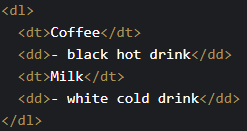 <dl>
  <dt>Coffee</dt>
  <dd>- black hot drink</dd>
  <dt>Milk</dt>
  <dd>- white cold drink</dd>
</dl>